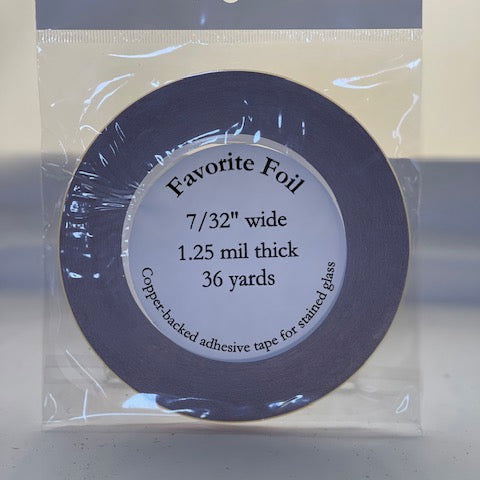 Favorite Foil
7/32" wide
1.25 mil thick
36 yards
Copper-backed adhesive tape for stained glass